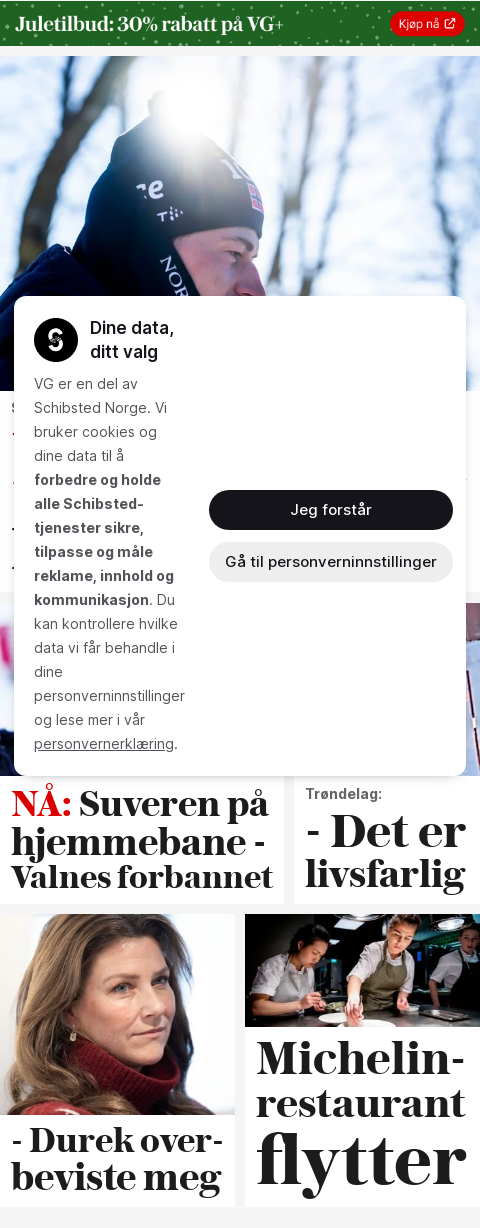 Juletilbud: 30% rabatt på VG+
Kjøp nå
NOR
Dine data,
ditt valg
VG er en del av
Schibsted Norge. Vi
bruker cookies og
dine data til å
forbedre og holde
alle Schibsted-
tjenester sikre,
tilpasse og måle
reklame, innhold og
kommunikasjon. Du
kan kontrollere hvilke
data vi får behandle i
dine
personverninnstillinger
og lese mer i vår
personvernerklæring.
Jeg forstår
Gå til personverninnstillinger
NÅ: Suveren på
hjemmebane -
Valnes forbannet
Trøndelag:
- Det er
livsfarlig
- Durek over-
beviste meg
Michelin-
restaurant
flytter